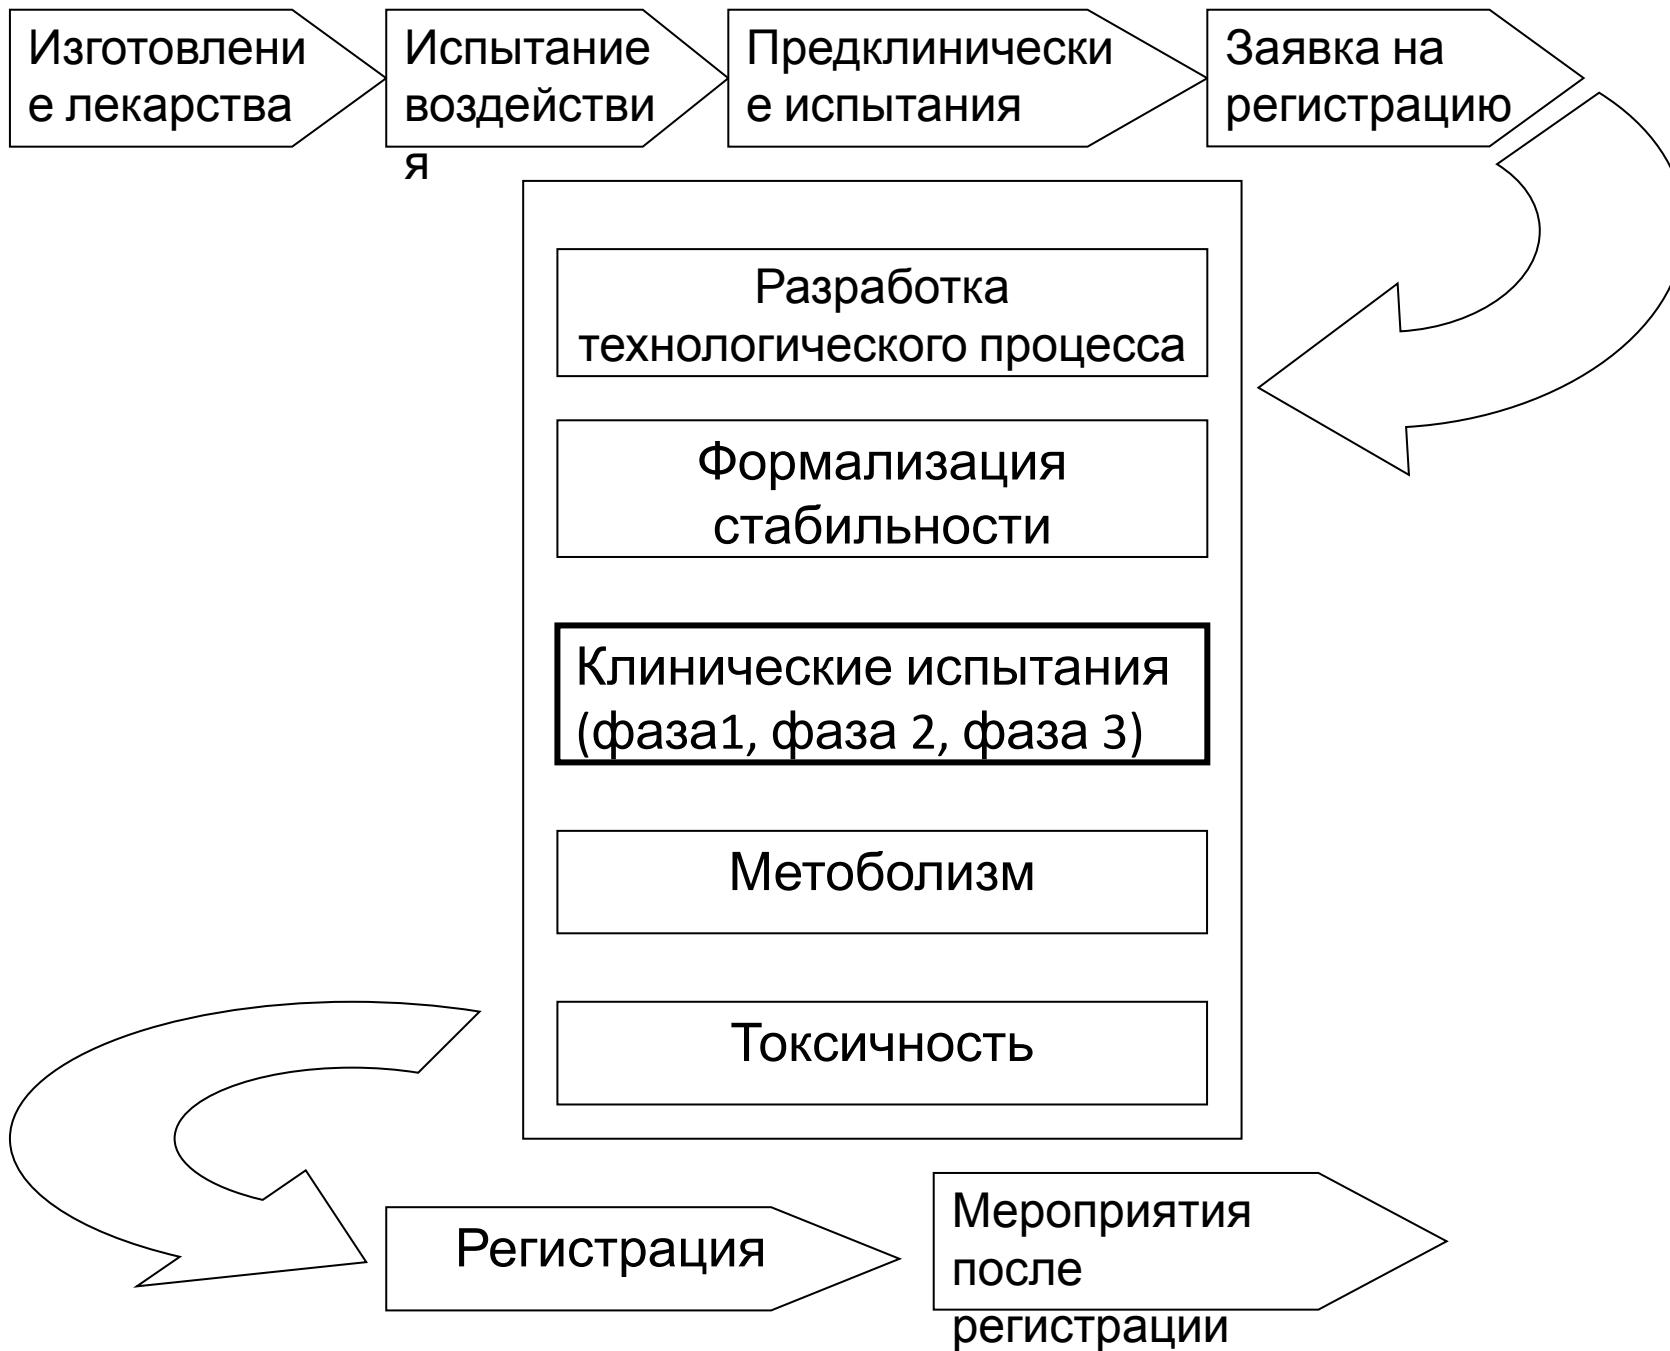 Изготовлени
е лекарства
Испытание
воздействи
я
Предклинически
е испытания
Заявка на
регистрацию
Разработка
технологического процесса
Формализация
стабильности
Клинические испытания
(фаза1, фаза 2, фаза 3)
Метоболизм
Токсичность
Регистрация
Мероприятия
после
регистрации